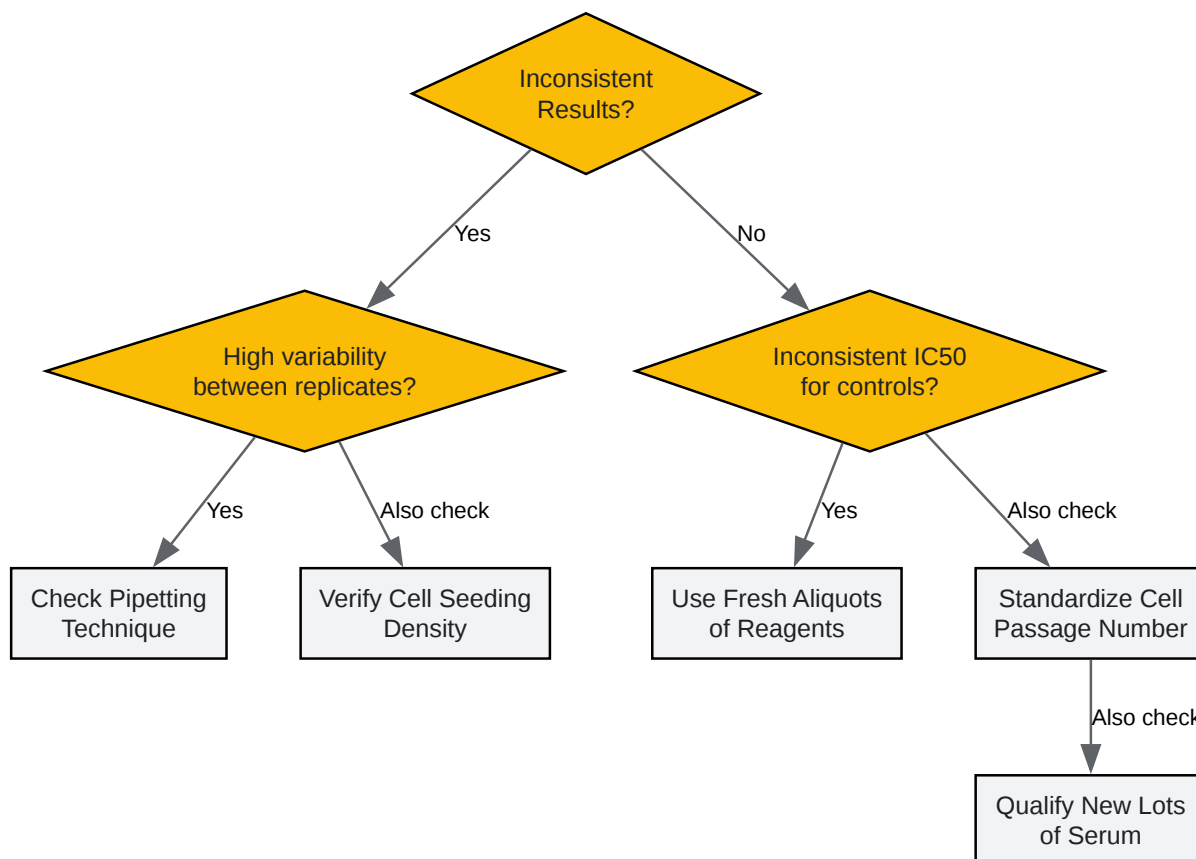 Inconsistent
Results?
Yes
No
High variability
between replicates?
Inconsistent IC50
for controls?
Yes
Also check
Yes
Also check
Check Pipetting
Technique
Verify Cell Seeding
Density
Use Fresh Aliquots
of Reagents
Standardize Cell
Passage Number
Also check
Qualify New Lots
of Serum